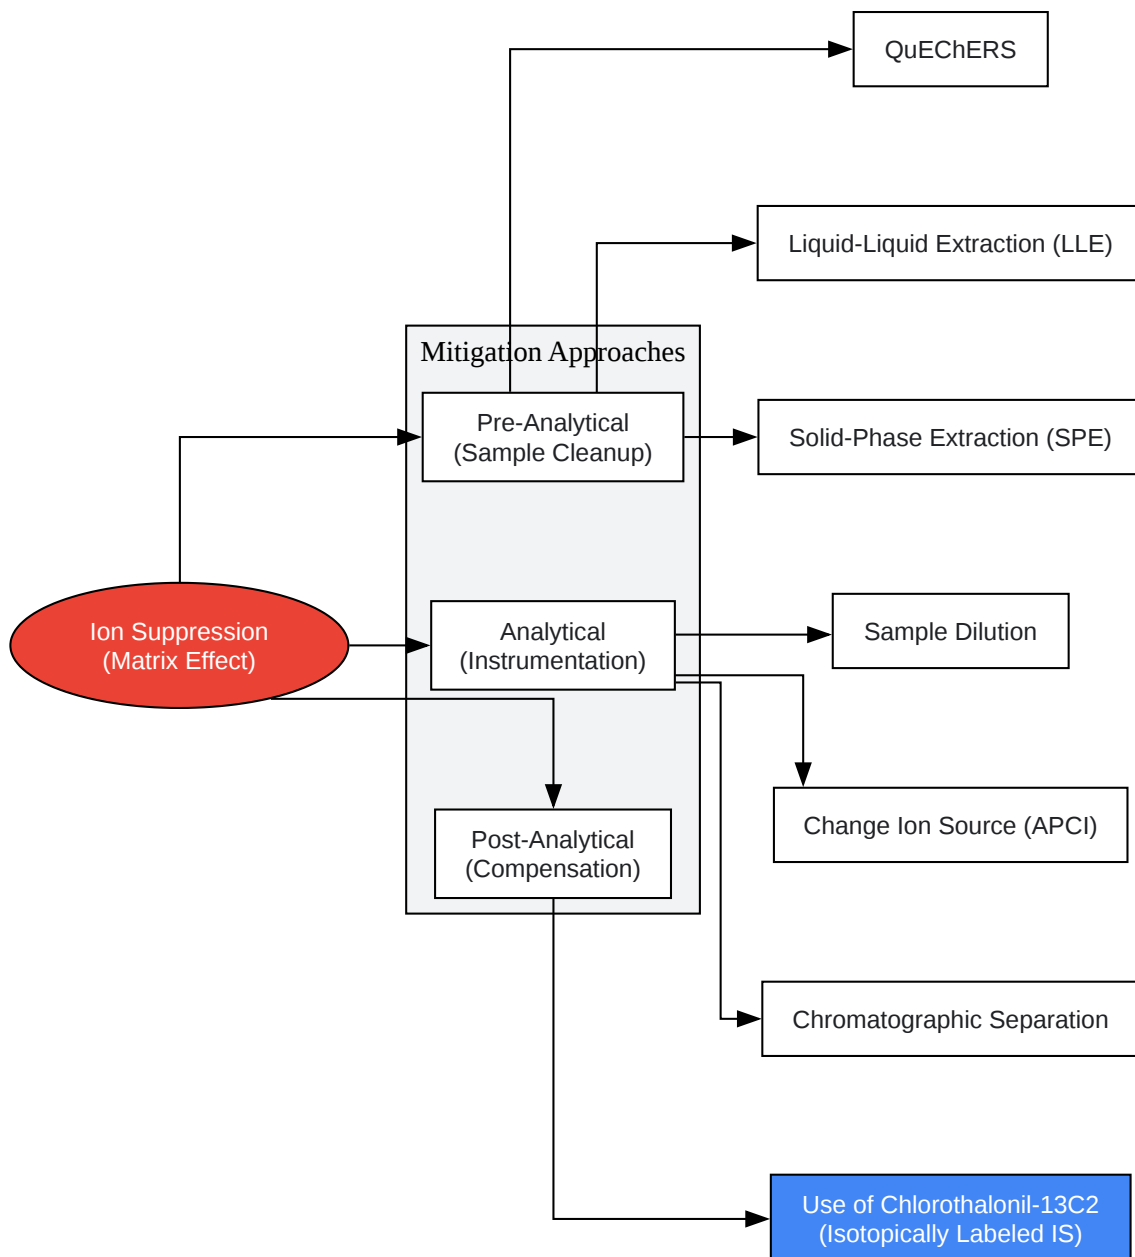 QuEChERS
Liquid-Liquid Extraction (LLE)
Mitigation Approaches
Pre-Analytical
(Sample Cleanup)
Solid-Phase Extraction (SPE)
Ion Suppression
(Matrix Effect)
Analytical
(Instrumentation)
Sample Dilution
Change Ion Source (APCI)
Post-Analytical
(Compensation)
Chromatographic Separation
Use of Chlorothalonil-13C2
(Isotopically Labeled IS)